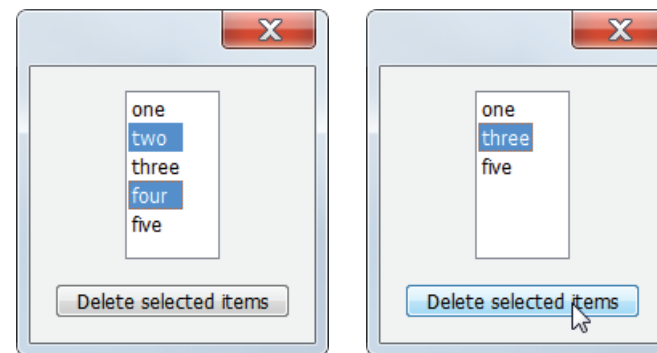 one
two
three
four
five
Delete selected items
one
three
five
Delete selected items